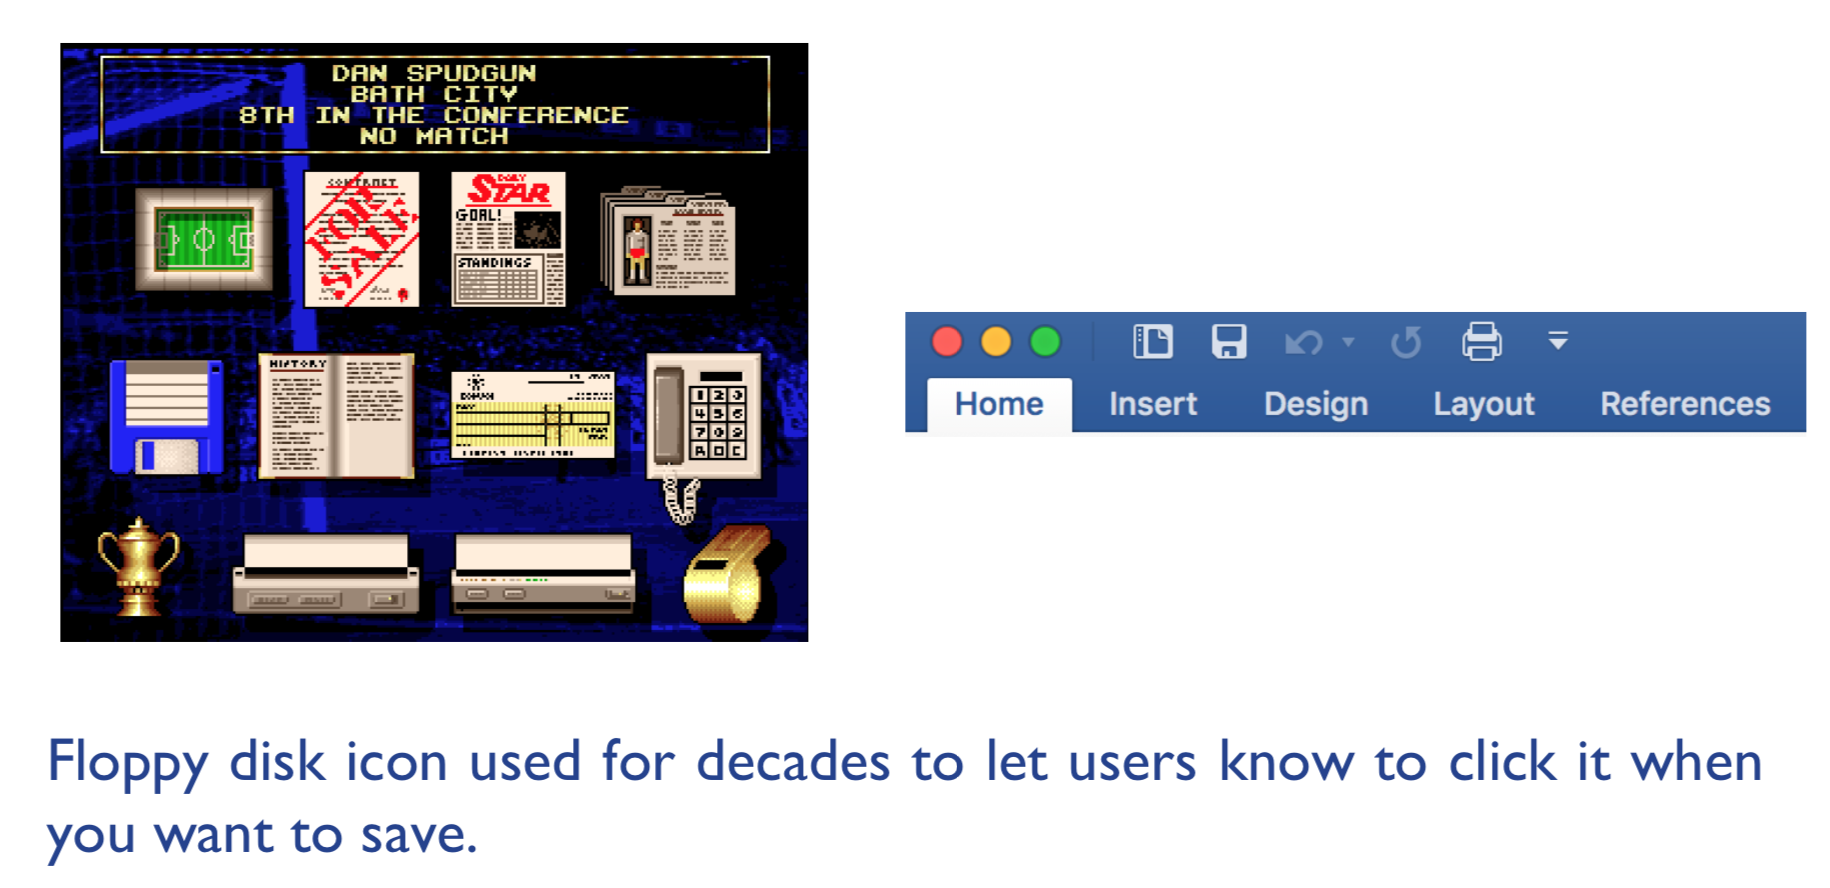 DAN SPUDGUN
BATH CITY
8TH IN THE CONFERENCE
NO MATCH
CONTRACT
FOR
SALE
DAILY
STAR
GOAL!
STANDINGS
HISTORY
1 2 3
4 5 6
7 8 9
Home Insert Design Layout References
Floppy disk icon used for decades to let users know to click it when
you want to save.